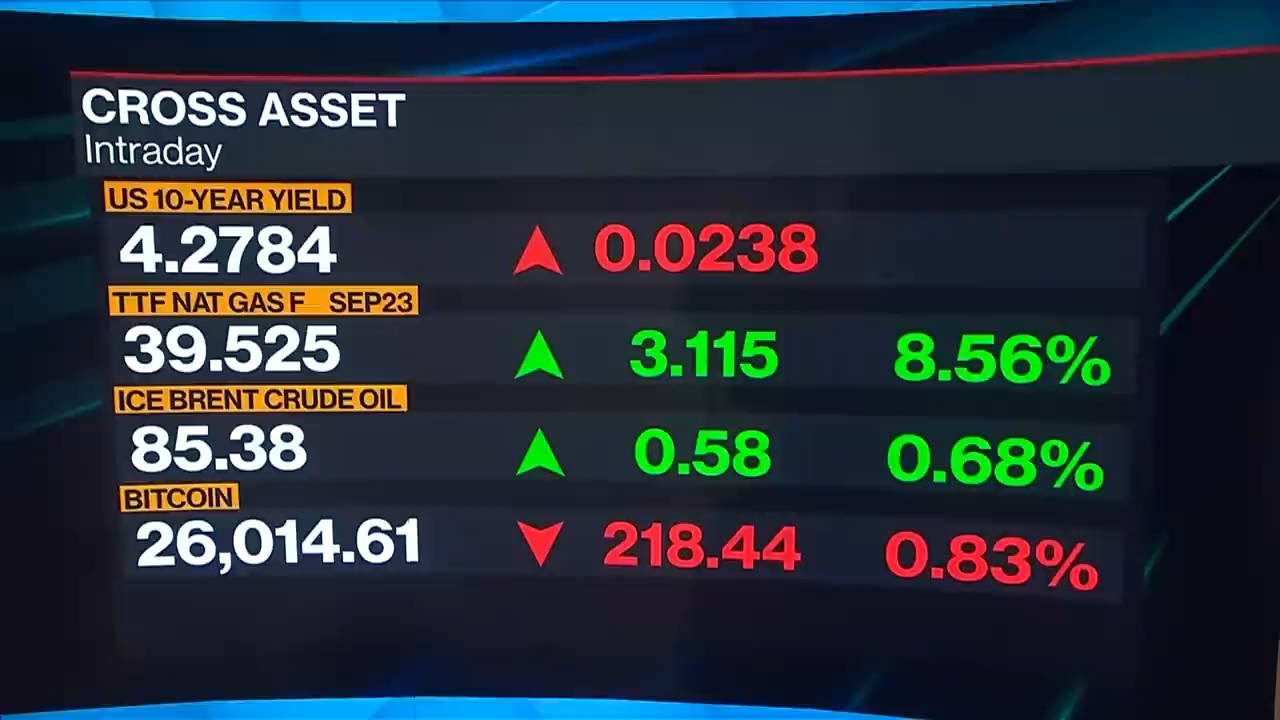 CROSS ASSET
Intraday
US 10-YEAR YIELD
4.2784 0.0238
TTF NAT GAS F SEP23
39.525 3.115 8.56%
ICE BRENT CRUDE OIL
85.38 0.58 0.68%
BITCOIN
26,014.61 218.44 0.83%